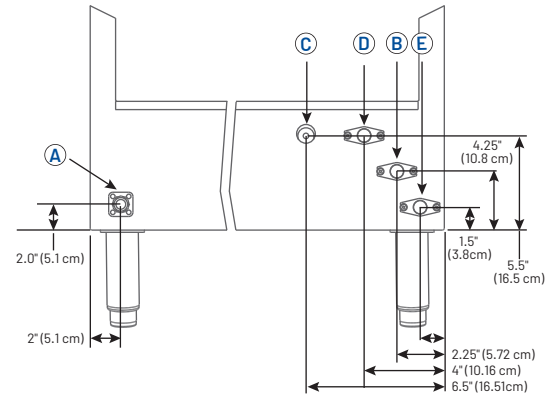 C D B E
A
4.25"
(10.8 cm)
2.0" (5.1 cm)
1.5"
(3.8cm)
5.5"
(16.5 cm)
2" (5.1 cm)
2.25" (5.72 cm)
4" (10.16 cm)
6.5" (16.51cm)